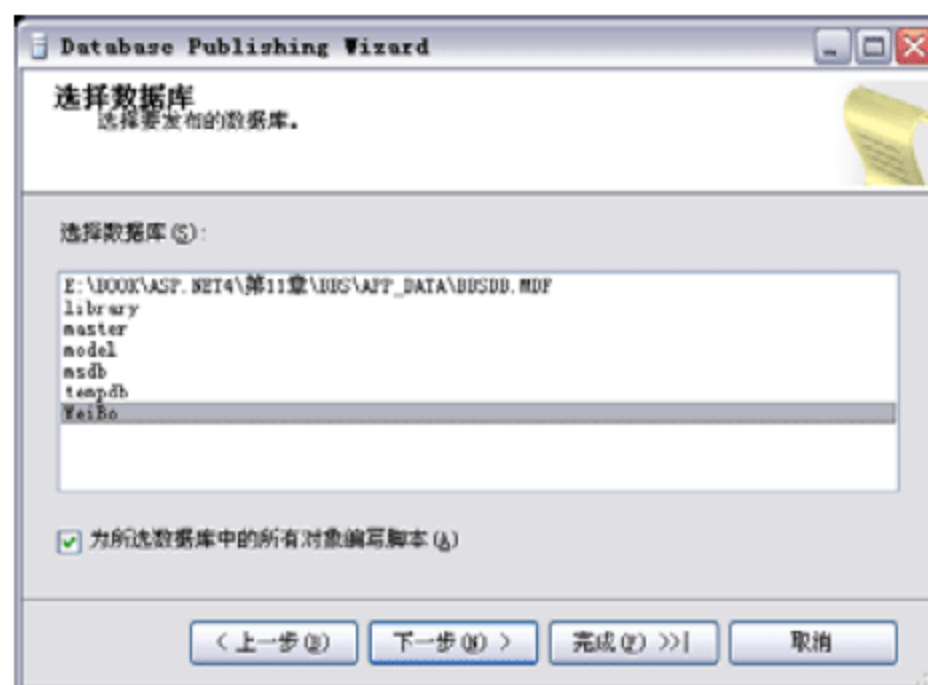 Database Publishing Wizard
选择数据库
选择要发布的数据库。
选择数据库(S):
E:\BOOK\ASP.NET4\第11章\BBS\APP_DATA\BBSDB.MDF
library
master
model
msdb
tempdb
WeiBo
为所选数据库中的所有对象编写脚本(A)
< 上一步(B)
下一步(N) >
完成(F) >>|
取消